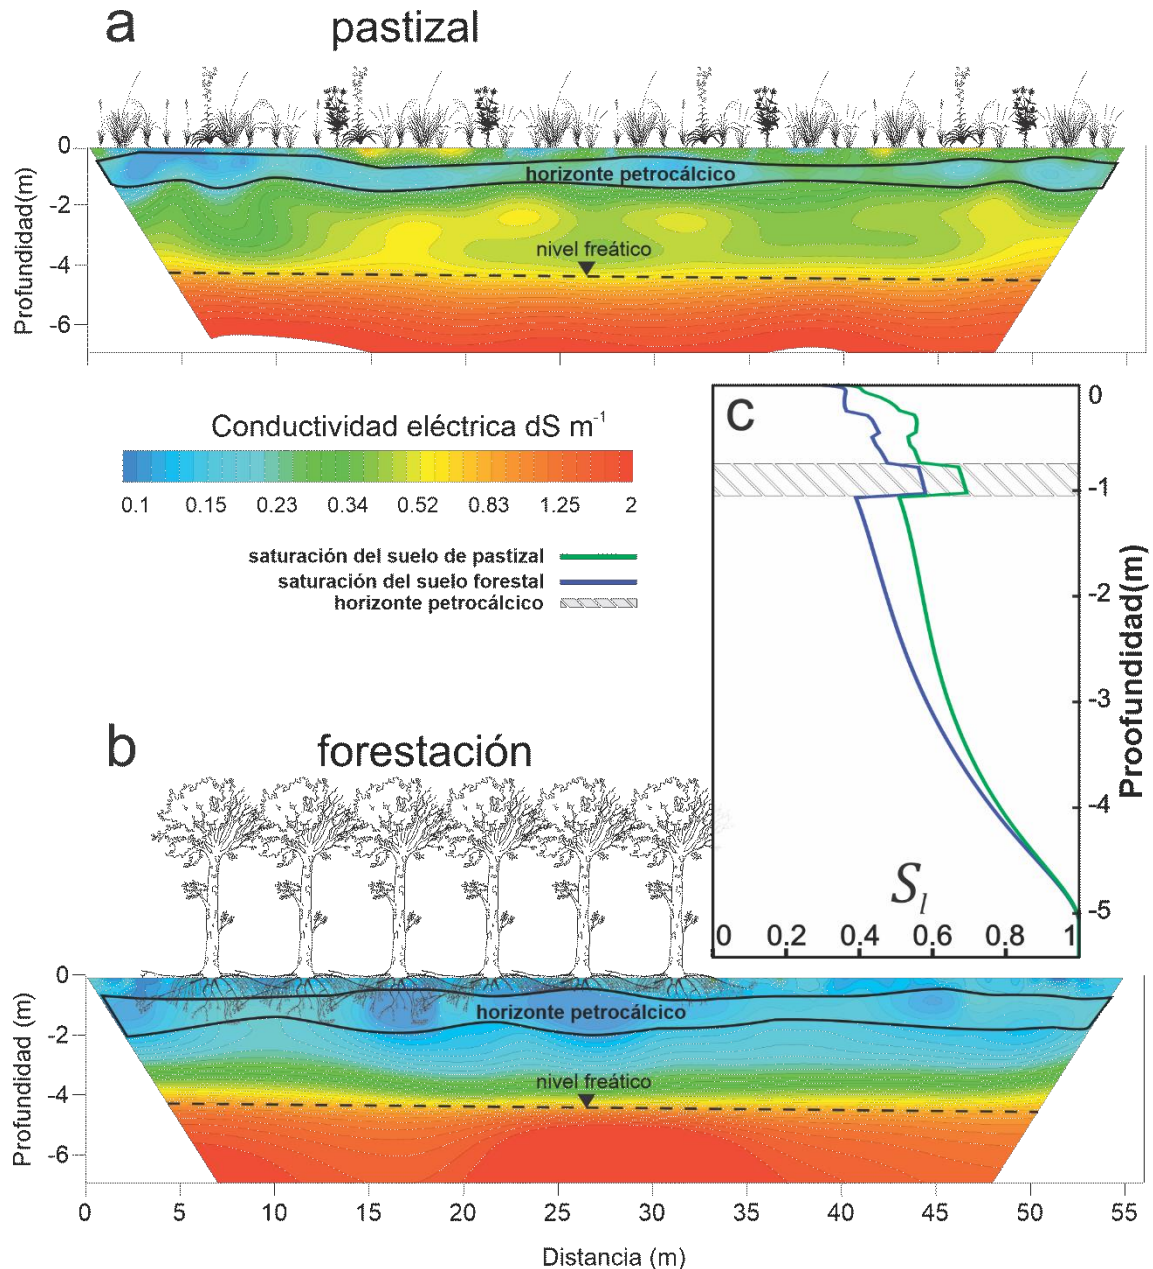 a
pastizal
0
-2
-4
-6
Profundidad(m)
horizonte petrocálcico
nivel freático
Conductividad eléctrica dS m⁻¹
0.1 0.15 0.23 0.34 0.52 0.83 1.25 2
saturación del suelo de pastizal
saturación del suelo forestal
horizonte petrocálcico
c
0
-1
-2
-3
-4
-5
Proofundidad(m)
Sₗ
0 0.2 0.4 0.6 0.8 1
b
forestación
0
-2
-4
-6
Profundidad (m)
horizonte petrocálcico
nivel freático
0 5 10 15 20 25 30 35 40 45 50 55
Distancia (m)